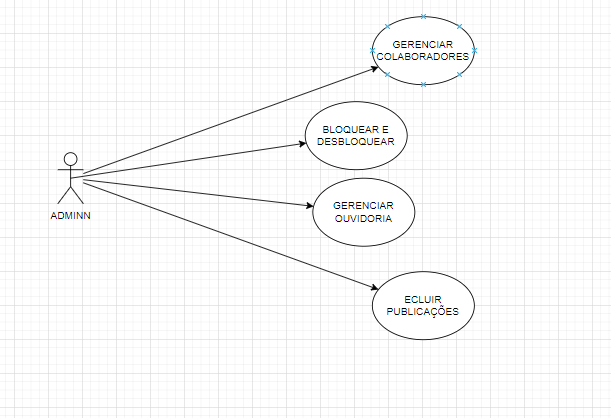 GERENCIAR
COLABORADORES
BLOQUEAR E
DESBLOQUEAR
GERENCIAR
OUVIDORIA
ADMINN
ECLUIR
PUBLICAÇÕES